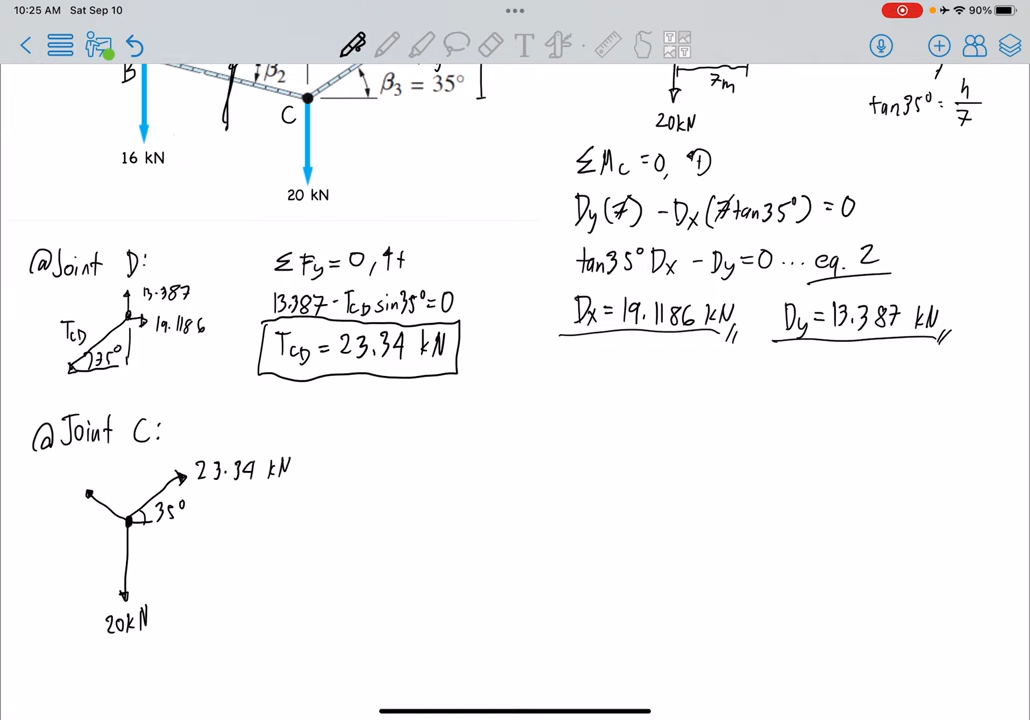 10:25 AM Sat Sep 10
90%
B
β2
β3 = 35°
C
16 kN
20 kN
7m
20kN
tan35° = h/7
ΣMc = 0,
Dy(7) - Dx(7tan35°) = 0
tan35° Dx - Dy = 0 ... eq. 2
Dx = 19.1186 kN
Dy = 13.387 kN
@Joint D:
13.387
19.1186
TCD
35°
ΣFy = 0, ↑+
13.387 - TCD sin35° = 0
TCD = 23.34 kN
@Joint C:
23.34 kN
35°
20kN